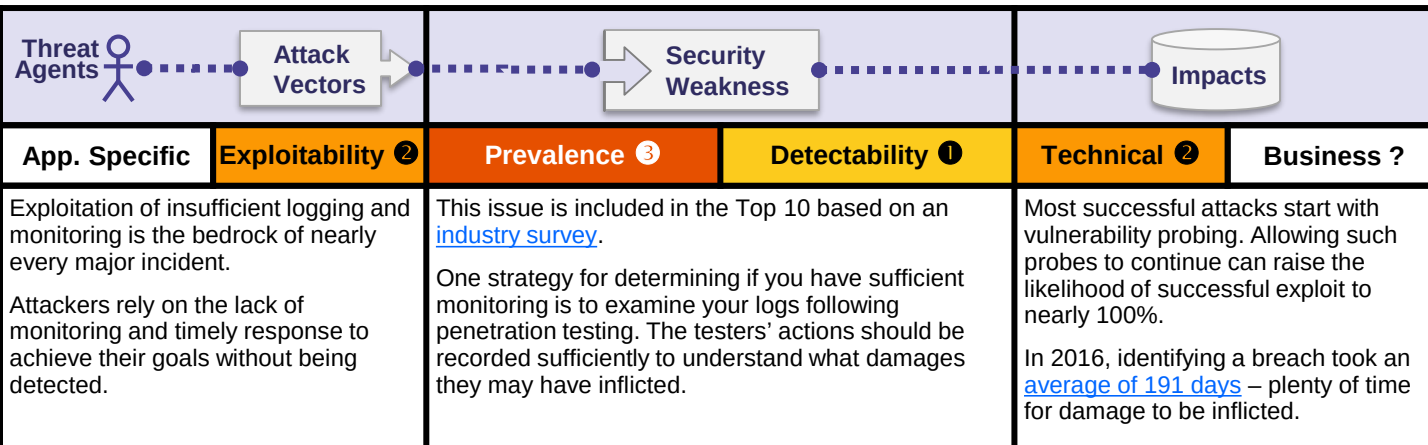 Threat
Agents
Attack
Vectors
Security
Weakness
Impacts
App. Specific
Exploitability ❷
Prevalence ③
Detectability ❶
Technical ❷
Business ?
Exploitation of insufficient logging and
monitoring is the bedrock of nearly
every major incident.
Attackers rely on the lack of
monitoring and timely response to
achieve their goals without being
detected.
This issue is included in the Top 10 based on an
industry survey.
One strategy for determining if you have sufficient
monitoring is to examine your logs following
penetration testing. The testers’ actions should be
recorded sufficiently to understand what damages
they may have inflicted.
Most successful attacks start with
vulnerability probing. Allowing such
probes to continue can raise the
likelihood of successful exploit to
nearly 100%.
In 2016, identifying a breach took an
average of 191 days – plenty of time
for damage to be inflicted.